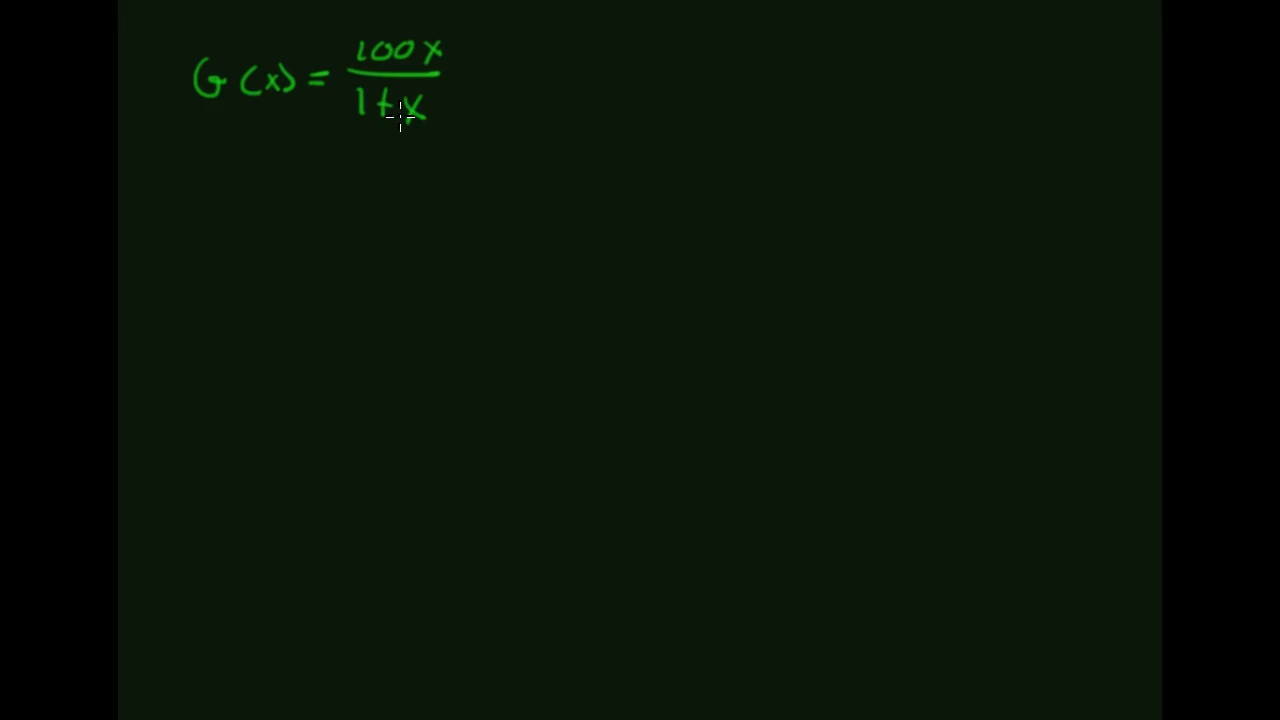 G(x) = 100x / 1+x